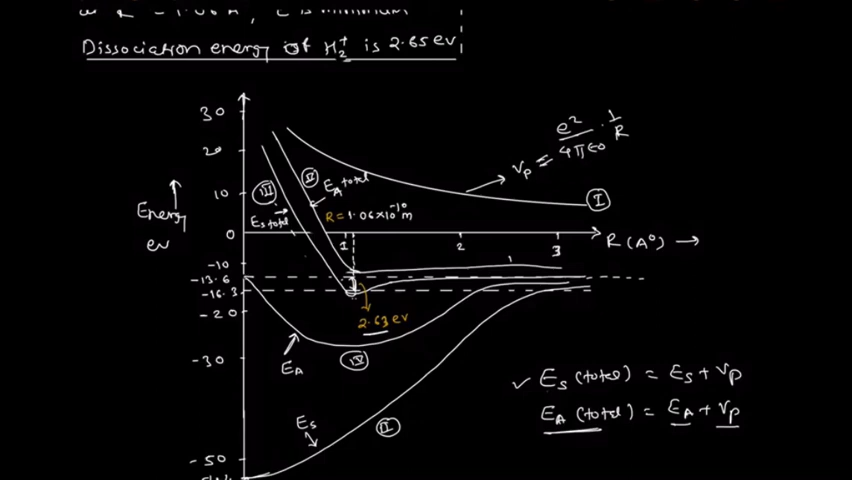 Dissociation energy of H₂⁺ is 2.65 eV
30
20
10
0
-10
-13.6
-16.3
-20
-30
-50
Energy
eV
III
II
EA total
Es total
R = 1.06×10⁻¹⁰ m
Vp = e²/4πε0 · 1/R
I
1
2
3
R (A⁰) →
2.63 eV
EA
IV
Es
II
✓ Es (total) = Es + Vp
EA (total) = EA + Vp